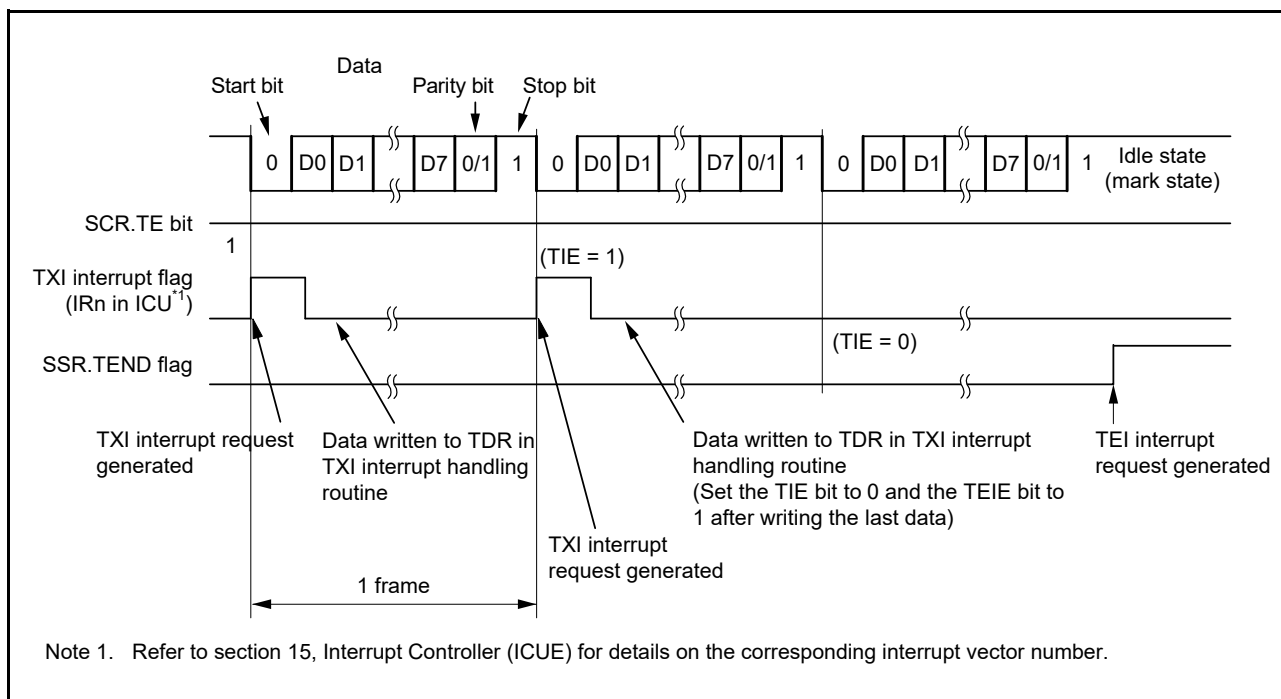 Data
Start bit
Parity bit
Stop bit
0 D0 D1 D7 0/1 1 0 D0 D1 D7 0/1 1 0 D0 D1 D7 0/1 1 Idle state
(mark state)
SCR.TE bit
1
(TIE = 1)
TXI interrupt flag
(IRn in ICU*1)
(TIE = 0)
SSR.TEND flag
TXI interrupt request
generated
Data written to TDR in
TXI interrupt handling
routine
Data written to TDR in TXI interrupt
handling routine
(Set the TIE bit to 0 and the TEIE bit to
1 after writing the last data)
TEI interrupt
request generated
TXI interrupt
request generated
1 frame
Note 1. Refer to section 15, Interrupt Controller (ICUE) for details on the corresponding interrupt vector number.